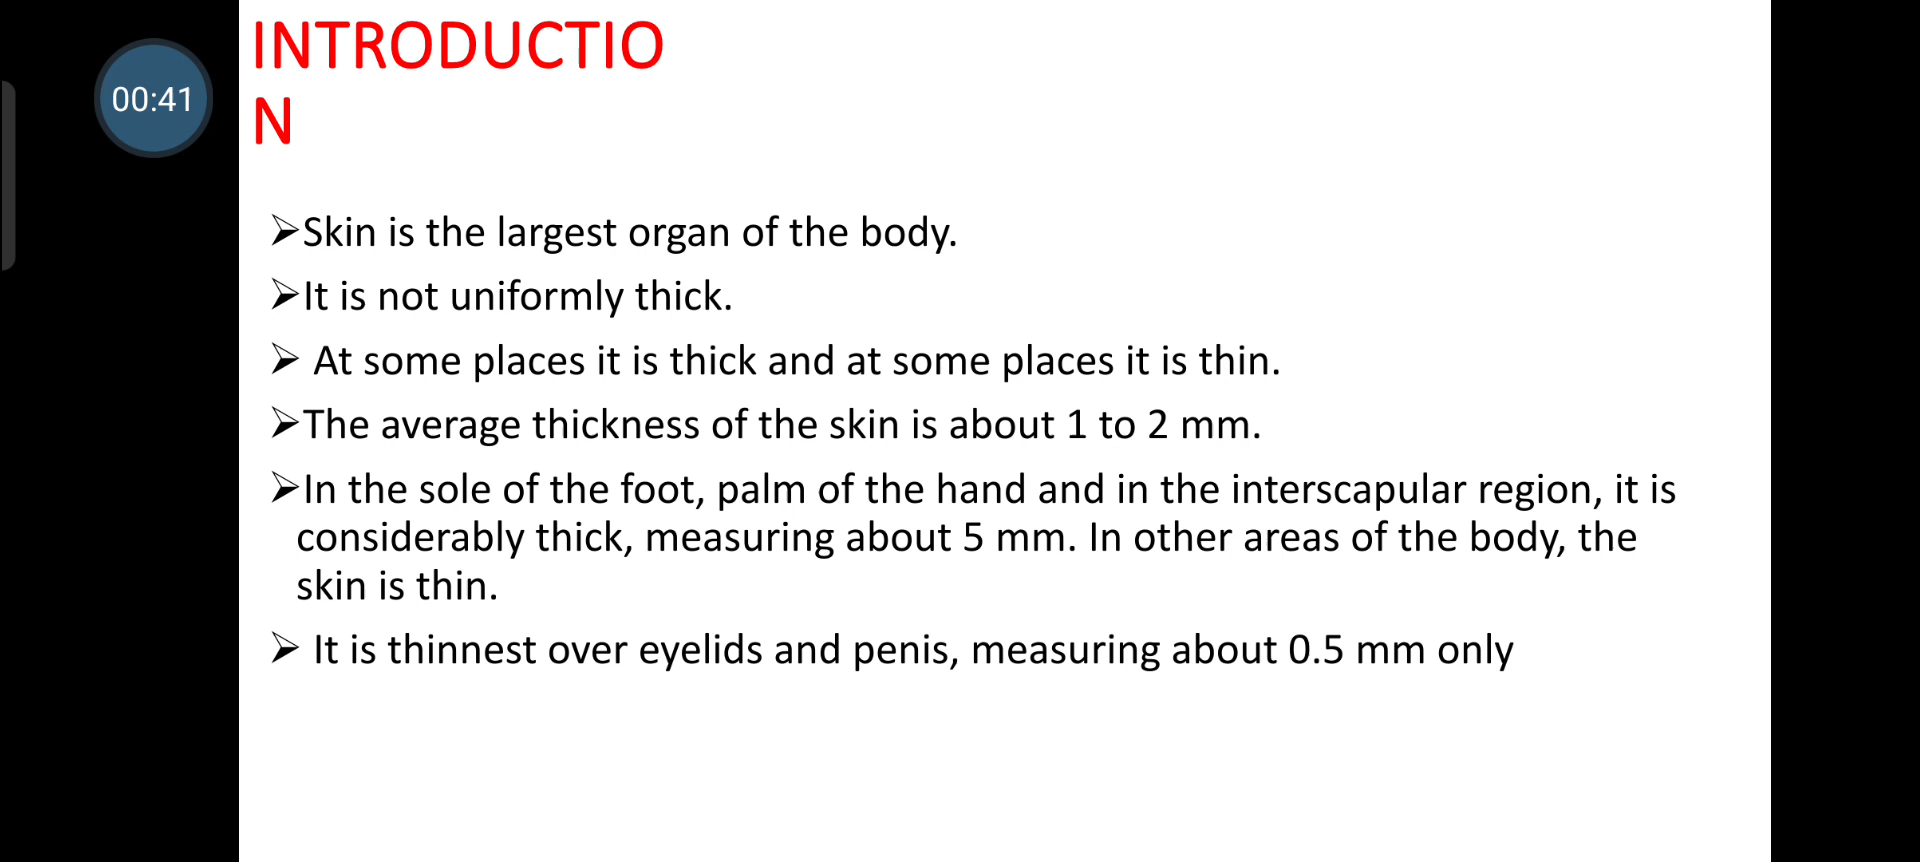 INTRODUCTIO
N
00:41
➢Skin is the largest organ of the body.
➢It is not uniformly thick.
➢ At some places it is thick and at some places it is thin.
➢The average thickness of the skin is about 1 to 2 mm.
➢In the sole of the foot, palm of the hand and in the interscapular region, it is
considerably thick, measuring about 5 mm. In other areas of the body, the
skin is thin.
➢ It is thinnest over eyelids and penis, measuring about 0.5 mm only